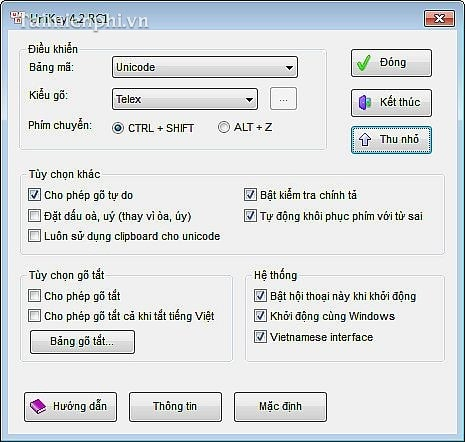 UniKey 4.2 RC1
Taimienphi.vn
Điều khiển
Bảng mã: Unicode
Đóng
Kiểu gõ: Telex ...
Kết thúc
Phím chuyển: CTRL + SHIFT ALT + Z
Thu nhỏ
Tùy chọn khác
Cho phép gõ tự do Bật kiểm tra chính tả
Đặt dấu oà, uý (thay vì òa, úy) Tự động khôi phục phím với từ sai
Luôn sử dụng clipboard cho unicode
Tùy chọn gõ tắt
Cho phép gõ tắt
Cho phép gõ tắt cả khi tắt tiếng Việt
Bảng gõ tắt...
Hệ thống
Bật hội thoại này khi khởi động
Khởi động cùng Windows
Vietnamese interface
Hướng dẫn Thông tin Mặc định